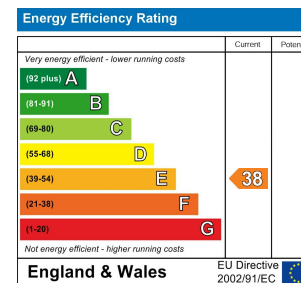 Energy Efficiency Rating
Current Poten
Very energy efficient - lower running costs
(92 plus) A
(81-91) B
(69-80) C
(55-68) D
(39-54) E
38
(21-38) F
(1-20) G
Not energy efficient - higher running costs
England & Wales
EU Directive
2002/91/EC